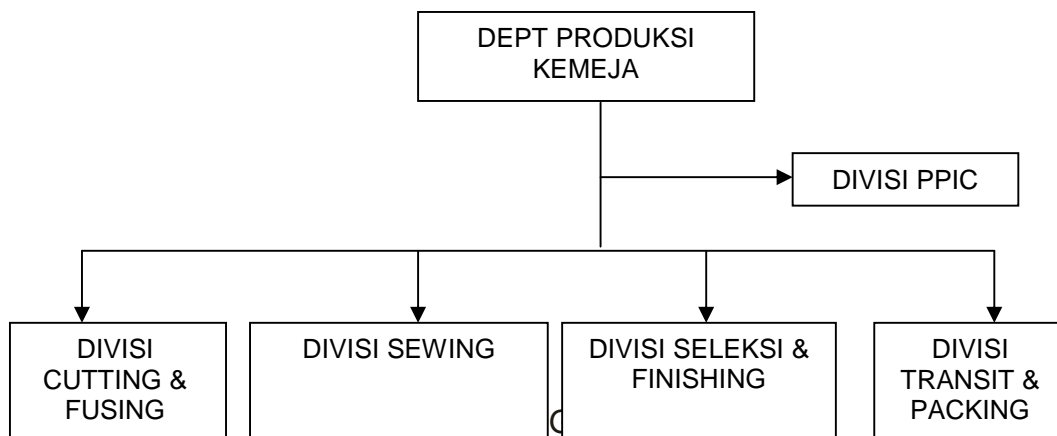 DEPT PRODUKSI
KEMEJA
DIVISI PPIC
DIVISI
CUTTING &
FUSING
DIVISI SEWING
DIVISI SELEKSI &
FINISHING
DIVISI
TRANSIT &
PACKING